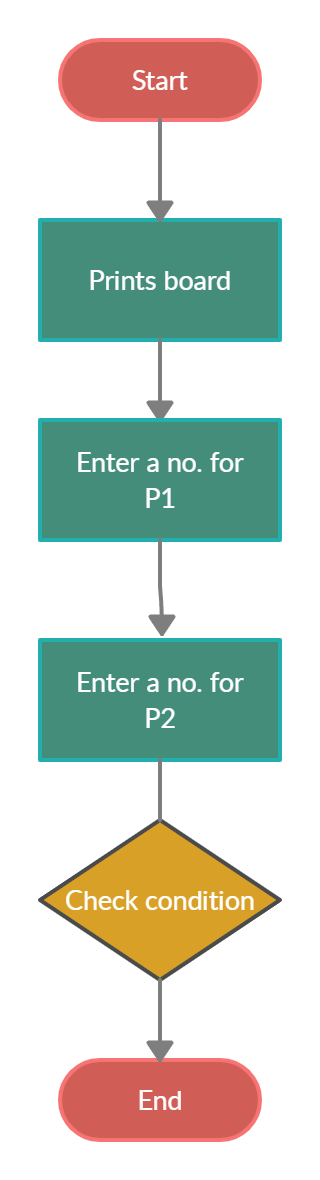 Start
Prints board
Enter a no. for
P1
Enter a no. for
P2
Check condition
End